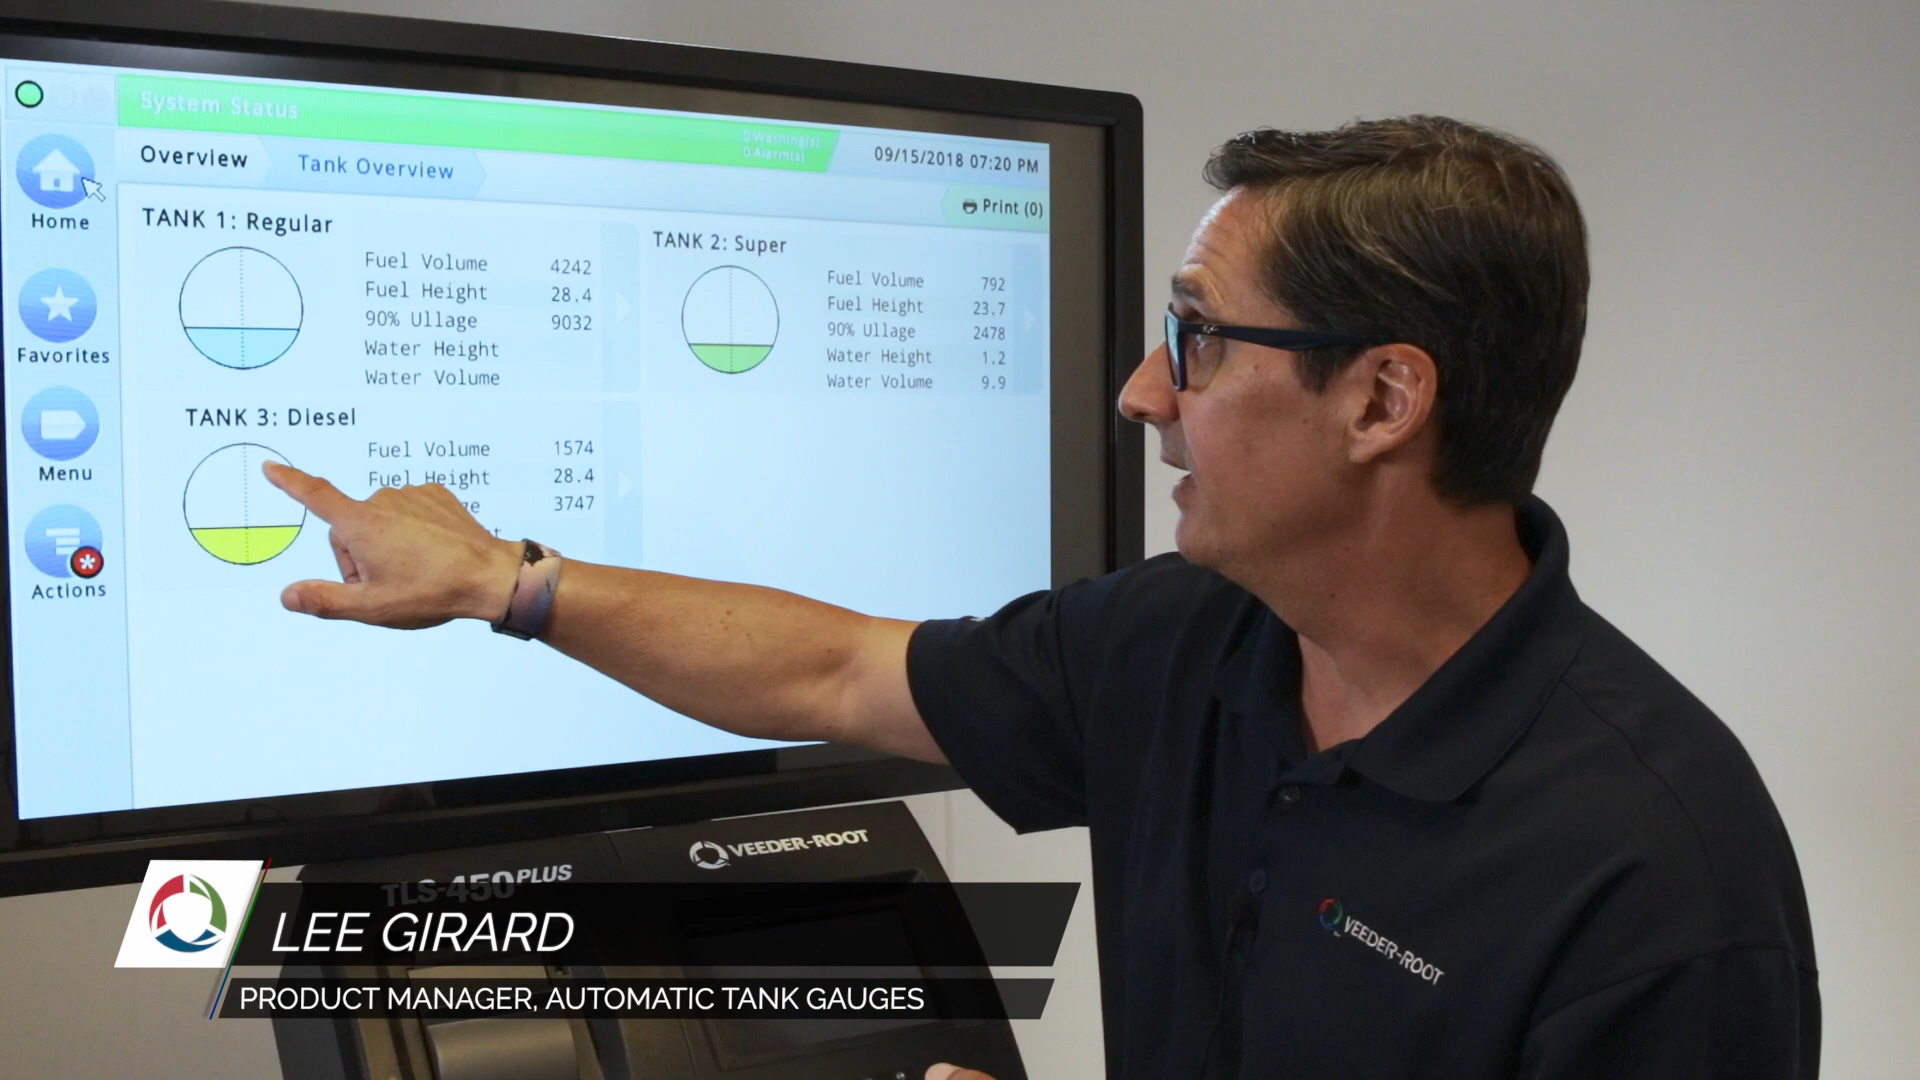 System Status
0 Warning(s)
0 Alarm(s)
09/15/2018 07:20 PM
Overview
Tank Overview
Print (0)
Home
Favorites
Menu
Actions
TANK 1: Regular
Fuel Volume 4242
Fuel Height 28.4
90% Ullage 9032
Water Height
Water Volume
TANK 2: Super
Fuel Volume 792
Fuel Height 23.7
90% Ullage 2478
Water Height 1.2
Water Volume 9.9
TANK 3: Diesel
Fuel Volume 1574
Fuel Height 28.4
3747
TLS-450PLUS
VEEDER-ROOT
VEEDER-ROOT
LEE GIRARD
PRODUCT MANAGER, AUTOMATIC TANK GAUGES